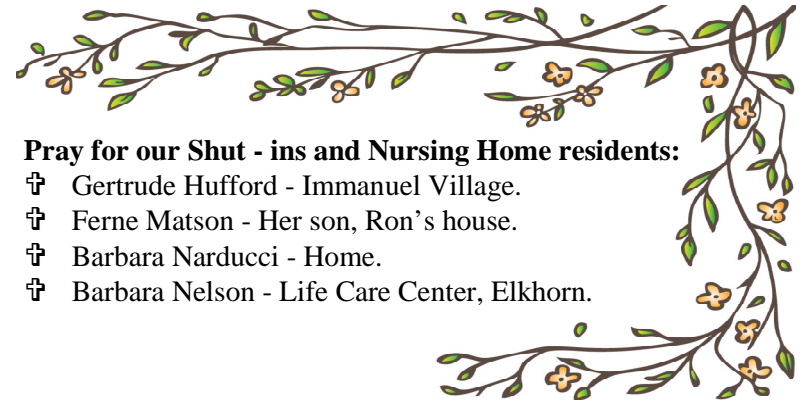 Pray for our Shut - ins and Nursing Home residents:
✞ Gertrude Hufford - Immanuel Village.
✞ Ferne Matson - Her son, Ron’s house.
✞ Barbara Narducci - Home.
✞ Barbara Nelson - Life Care Center, Elkhorn.